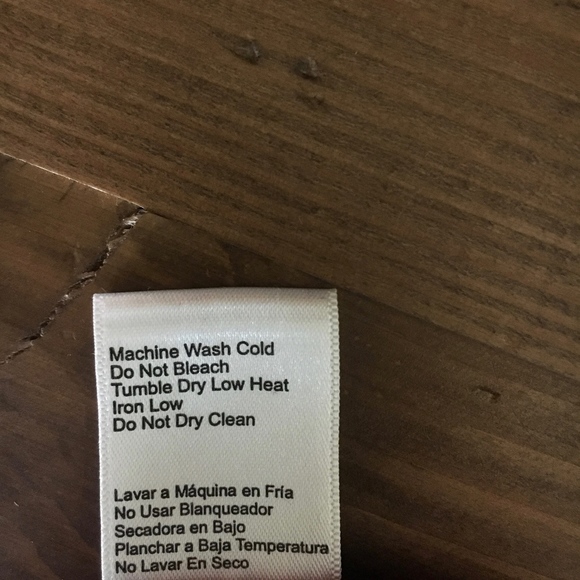 Machine Wash Cold
Do Not Bleach
Tumble Dry Low Heat
Iron Low
Do Not Dry Clean
Lavar a Máquina en Fría
No Usar Blanqueador
Secadora en Bajo
Planchar a Baja Temperatura
No Lavar En Seco